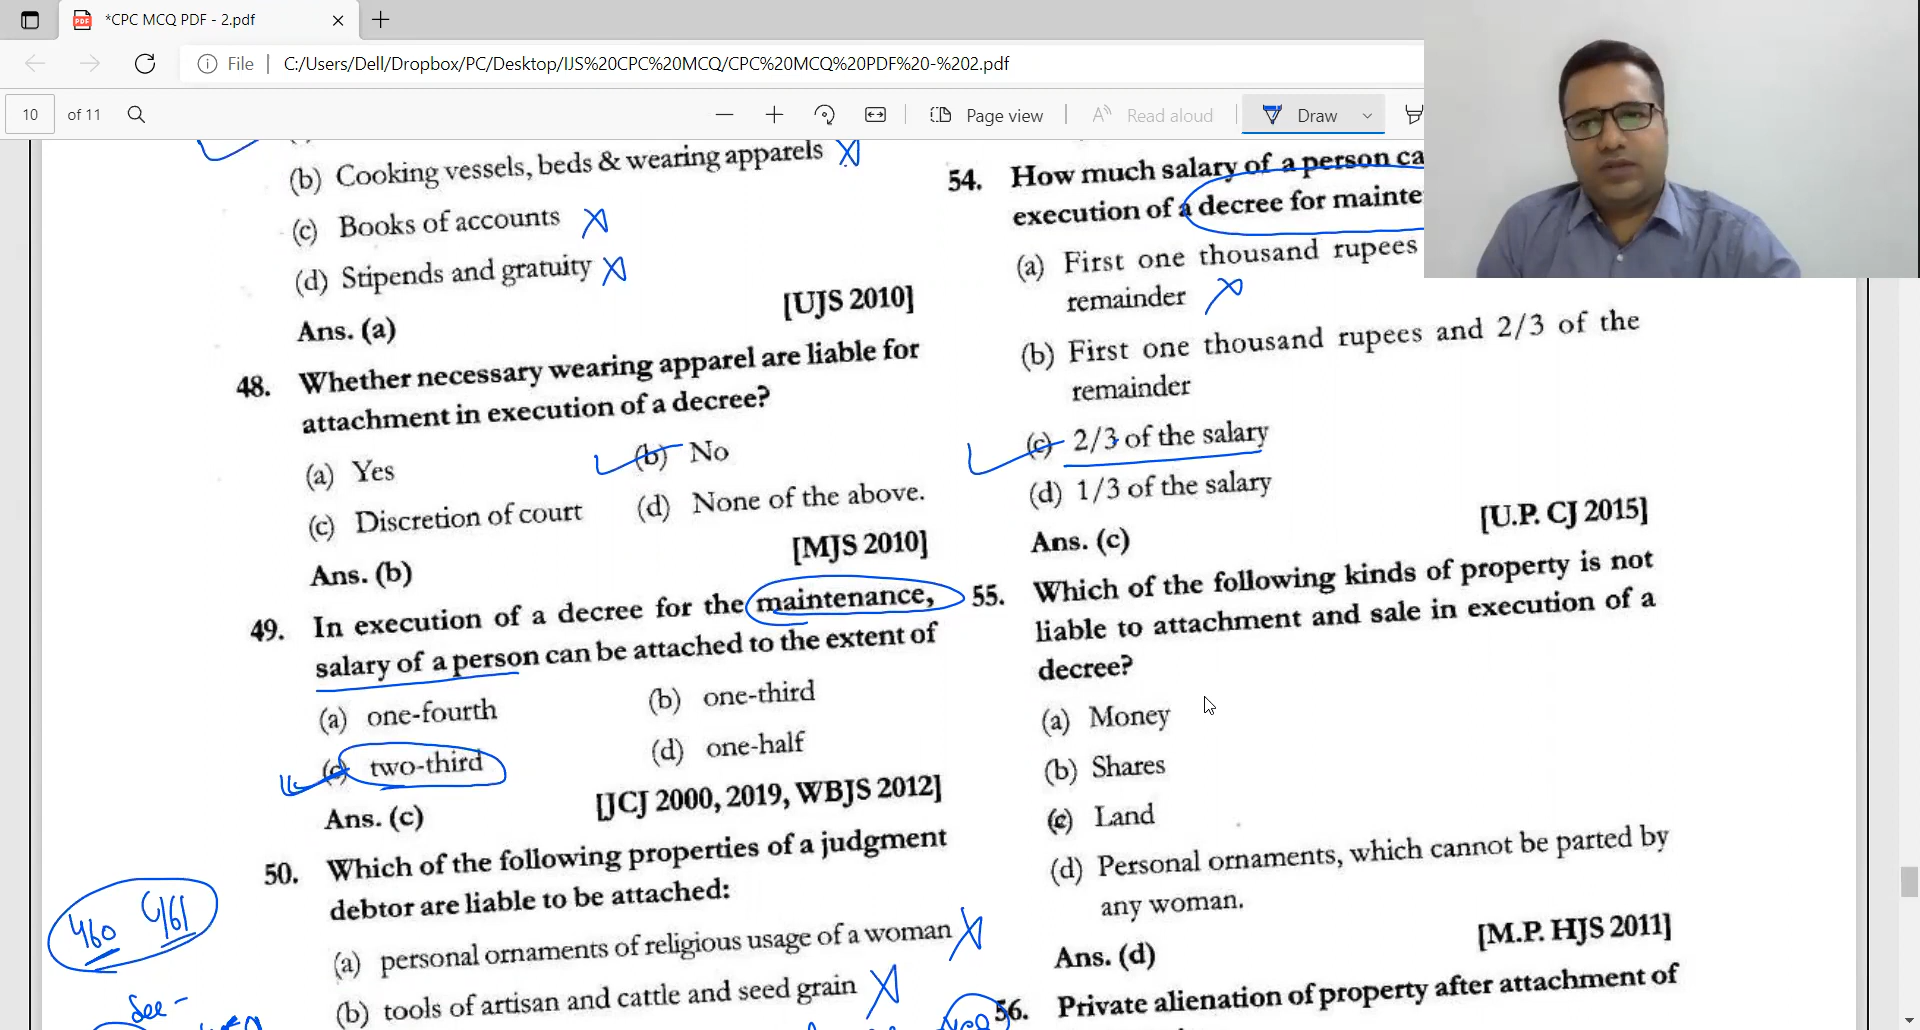 *CPC MCQ PDF - 2.pdf
File
C:/Users/Dell/Dropbox/PC/Desktop/IJS%20CPC%20MCQ/CPC%20MCQ%20PDF%20-%202.pdf
10 of 11
Page view
Read aloud
Draw
(b) Cooking vessels, beds & wearing apparels
(c) Books of accounts
(d) Stipends and gratuity
[UJS 2010]
Ans. (a)
48. Whether necessary wearing apparel are liable for
attachment in execution of a decree?
(a) Yes (b) No
(c) Discretion of court (d) None of the above.
[MJS 2010]
Ans. (b)
49. In execution of a decree for the maintenance,
salary of a person can be attached to the extent of
(a) one-fourth (b) one-third
(c) two-third (d) one-half
[JCJ 2000, 2019, WBJS 2012]
Ans. (c)
50. Which of the following properties of a judgment
debtor are liable to be attached:
(a) personal ornaments of religious usage of a woman
(b) tools of artisan and cattle and seed grain
460 461
See -
54. How much salary of a person ca
execution of a decree for mainte
(a) First one thousand rupees
remainder
(b) First one thousand rupees and 2/3 of the
remainder
(c) 2/3 of the salary
(d) 1/3 of the salary
[U.P. CJ 2015]
Ans. (c)
55. Which of the following kinds of property is not
liable to attachment and sale in execution of a
decree?
(a) Money
(b) Shares
(c) Land
(d) Personal ornaments, which cannot be parted by
any woman.
[M.P. HJS 2011]
Ans. (d)
56. Private alienation of property after attachment of